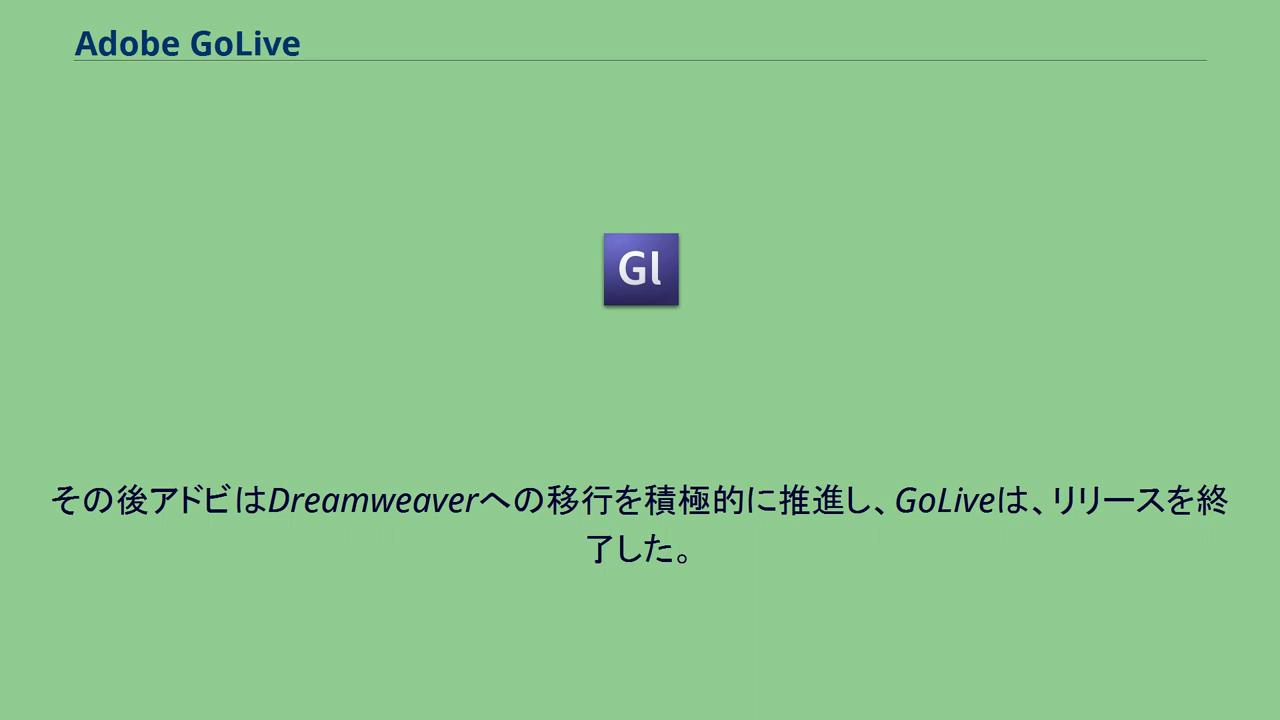 Adobe GoLive
Gl
その後アドビはDreamweaverへの移行を積極的に推進し、GoLiveは、リリースを終
了した。